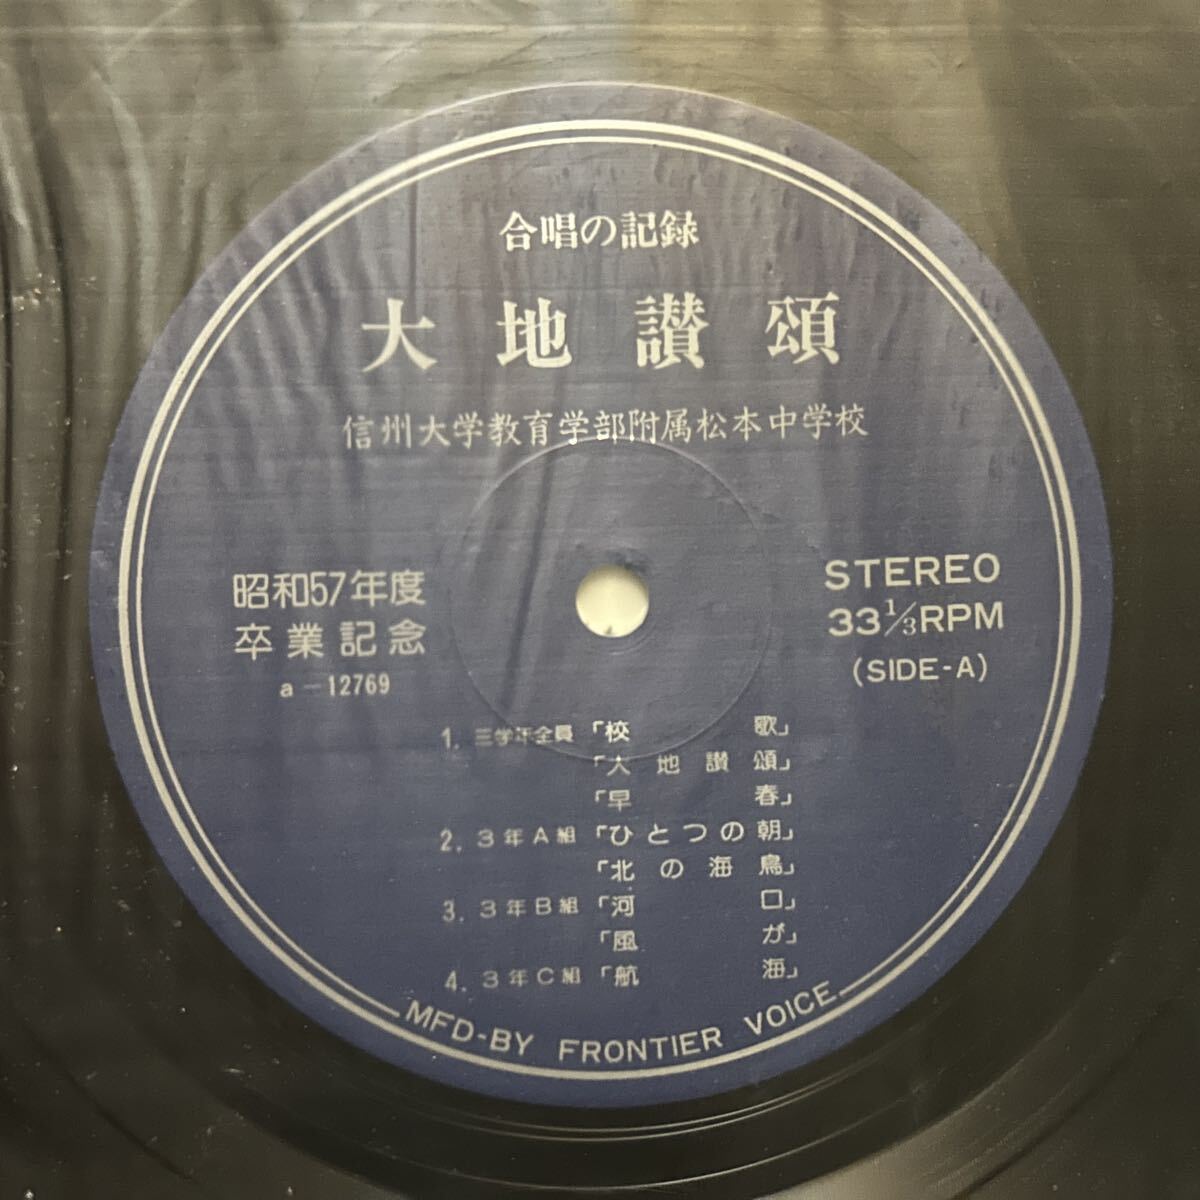 合唱の記録
大地讃頌
信州大学教育学部附属松本中学校
昭和57年度
卒業記念
a-12769
STEREO
33 1/3 RPM
(SIDE-A)
1. 三学年全員「校歌」
「大地讃頌」
「早春」
2. 3年A組「ひとつの朝」
「北の海鳥」
3. 3年B組「河口」
「風が」
4. 3年C組「航海」
MFD-BY FRONTIER VOICE